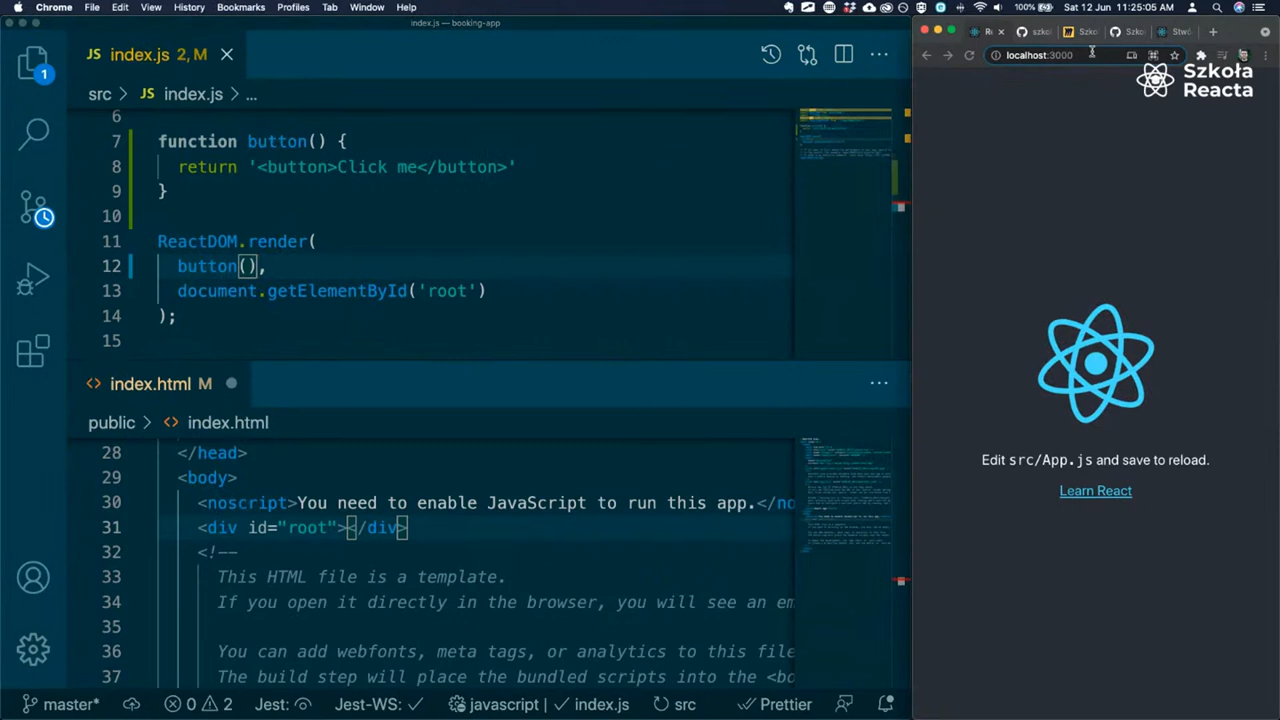 Chrome File Edit View History Bookmarks Profiles Tab Window Help
100% Sat 12 Jun 11:25:05 AM
index.js — booking-app
JS index.js 2, M
src > JS index.js > ...
6
7 function button() {
8 return '<button>Click me</button>'
9 }
10
11 ReactDOM.render(
12 button(),
13 document.getElementById('root')
14 );
15
<> index.html M
public > <> index.html
28 </head>
29 <body>
30 <noscript>You need to enable JavaScript to run this app.</no
31 <div id="root"></div>
32 <!--
33 This HTML file is a template.
34 If you open it directly in the browser, you will see an em
35
36 You can add webfonts, meta tags, or analytics to this file
37 The build step will place the bundled scripts into the <bo
master* 0 2 Jest: Jest-WS: javascript | index.js src Prettier
1
localhost:3000
Szkoła
Reacta
Edit src/App.js and save to reload.
Learn React